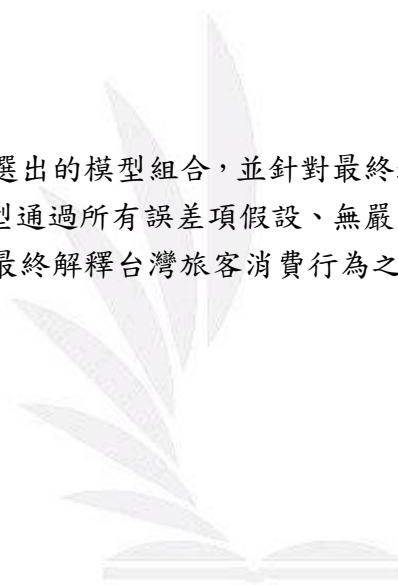 選出的模型組合，並針對最終
型通過所有誤差項假設、無嚴
最終解釋台灣旅客消費行為之